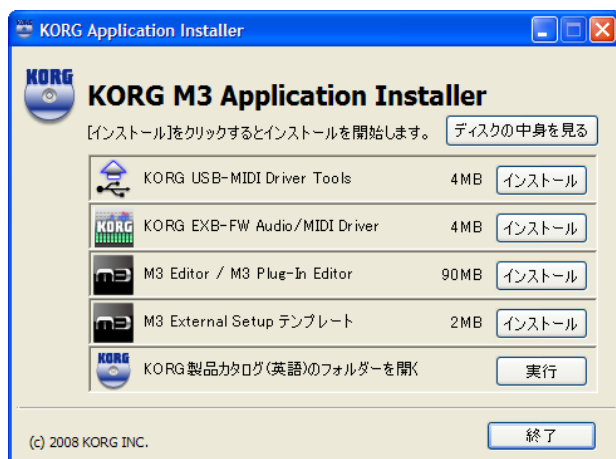 KORG Application Installer
KORG
KORG M3 Application Installer
[インストール]をクリックするとインストールを開始します。 ディスクの中身を見る
KORG USB-MIDI Driver Tools 4MB インストール
KORG KORG EXB-FW Audio/MIDI Driver 4MB インストール
m3 M3 Editor / M3 Plug-In Editor 90MB インストール
m3 M3 External Setup テンプレート 2MB インストール
KORG KORG製品カタログ(英語)のフォルダーを開く 実行
(c) 2008 KORG INC. 終了